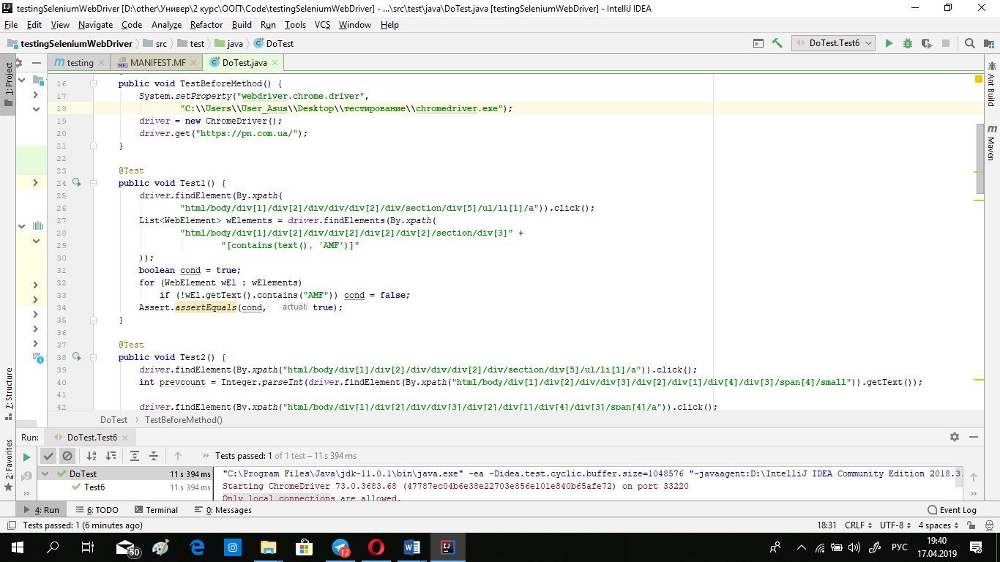 testingSeleniumWebDriver [D:\other\Универ\2 курс\ООП\Code\testingSeleniumWebDriver] - ...\src\test\java\DoTest.java [testingSeleniumWebDriver] - IntelliJ IDEA
File Edit View Navigate Code Analyze Refactor Build Run Tools VCS Window Help
testingSeleniumWebDriver src test java DoTest DoTest.Test6
1: Project
testing MANIFEST.MF DoTest.java
Ant Build
Maven
16 public void TestBeforeMethod() {
17 System.setProperty("webdriver.chrome.driver",
18 "C:\\Users\\User_Asus\\Desktop\\тестирование\\chromedriver.exe");
19 driver = new ChromeDriver();
20 driver.get("https://pn.com.ua/");
21 }
22
23 @Test
24 public void Test1() {
25 driver.findElement(By.xpath(
26 "html/body/div[1]/div[2]/div/div/div[2]/div/section/div[5]/ul/li[1]/a")).click();
27 List<WebElement> wElements = driver.findElements(By.xpath(
28 "html/body/div[1]/div[2]/div/div[2]/div[2]/div[2]/section/div[3]" +
29 "[contains(text(), 'AMF')]"
30 ));
31 boolean cond = true;
32 for (WebElement wEl : wElements)
33 if (!wEl.getText().contains("AMF")) cond = false;
34 Assert.assertEquals(cond, actual: true);
35 }
36
37 @Test
38 public void Test2() {
39 driver.findElement(By.xpath("html/body/div[1]/div[2]/div/div/div[2]/div/section/div[5]/ul/li[1]/a")).click();
40 int prevcount = Integer.parseInt(driver.findElement(By.xpath("html/body/div[1]/div[2]/div/div[3]/div[2]/div[1]/div[4]/div[3]/span[4]/small")).getText());
41
42 driver.findElement(By.xpath("html/body/div[1]/div[2]/div/div[3]/div[2]/div[1]/div[4]/div[3]/span[4]/a")).click();
7: Structure
2: Favorites
DoTest TestBeforeMethod()
Run: DoTest.Test6
Tests passed: 1 of 1 test – 11 s 394 ms
DoTest 11 s 394 ms
Test6 11 s 394 ms
"C:\Program Files\Java\jdk-11.0.1\bin\java.exe" -ea -Didea.test.cyclic.buffer.size=1048576 "-javaagent:D:\IntelliJ IDEA Community Edition 2018.3.
Starting ChromeDriver 73.0.3683.68 (47787ec04b6e38e22703e856e101e840b65afe72) on port 33220
Only local connections are allowed.
4: Run 6: TODO Terminal 0: Messages Event Log
Tests passed: 1 (6 minutes ago) 18:31 CRLF UTF-8 4 spaces
50 12 РУС 19:40
17.04.2019